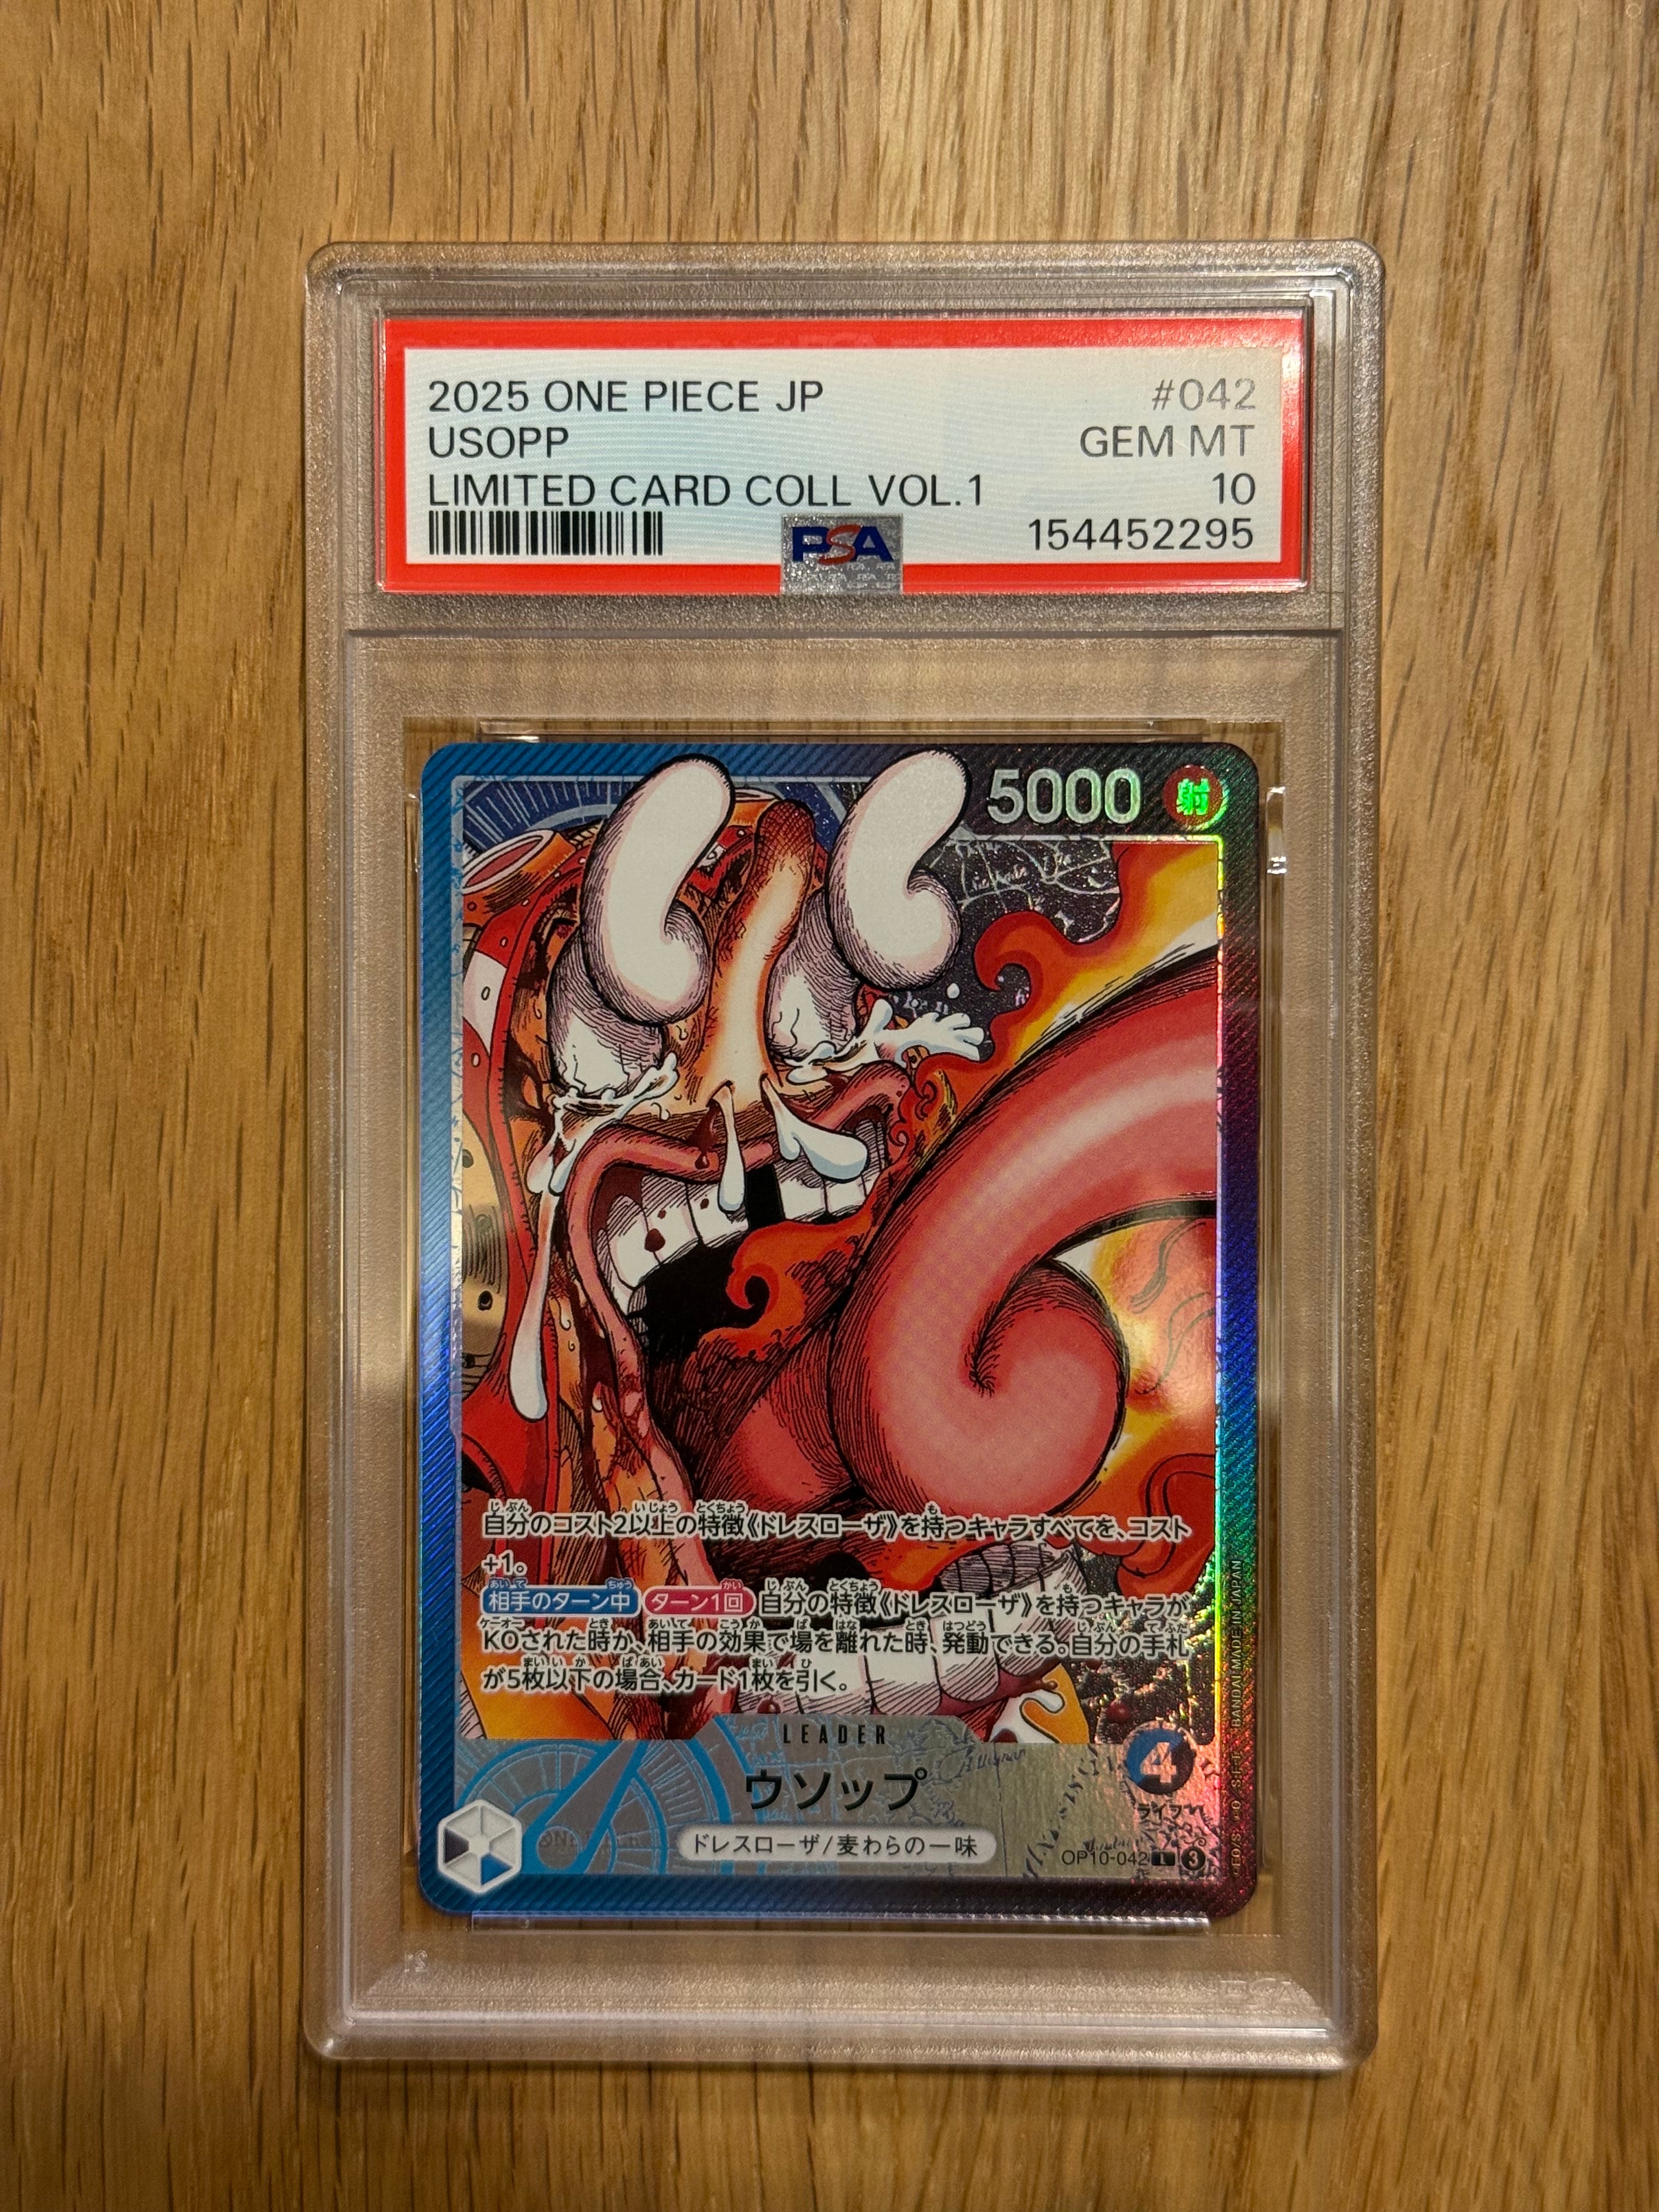 2025 ONE PIECE JP #042
USOPP GEM MT
LIMITED CARD COLL VOL.1 10
PSA 154452295
5000 射
自分のコスト2以上の特徴《ドレスローザ》を持つキャラすべてを、コスト
+1。
相手のターン中 ターン1回 自分の特徴《ドレスローザ》を持つキャラが
KOされた時か、相手の効果で場を離れた時、発動できる。自分の手札
が5枚以下の場合、カード1枚を引く。
LEADER
4
ウソップ
ライフ
ドレスローザ/麦わらの一味
OP10-042 L 3
BANDAI MADE IN JAPAN